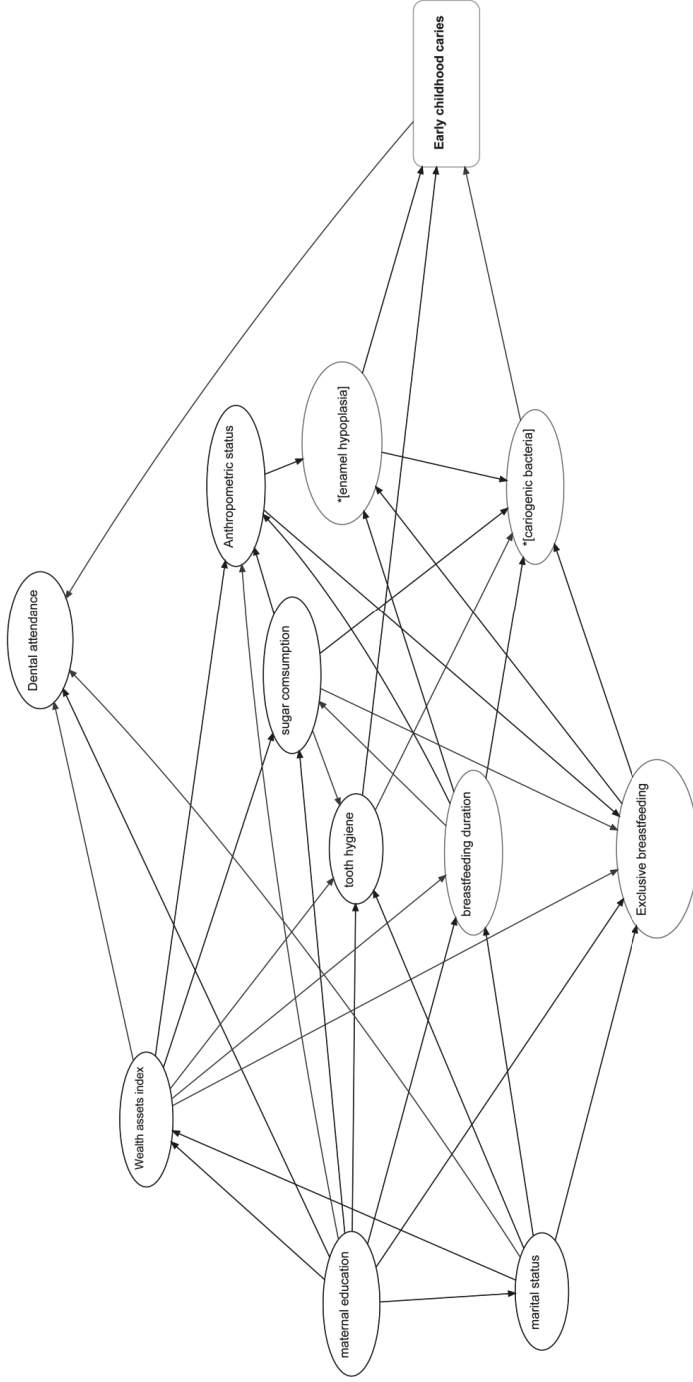 Early childhood caries
Dental attendance
Anthropometric status
*[enamel hypoplasia]
sugar comsumption
*[cariogenic bacteria]
tooth hygiene
breastfeeding duration
Exclusive breastfeeding
Wealth assets index
maternal education
marital status